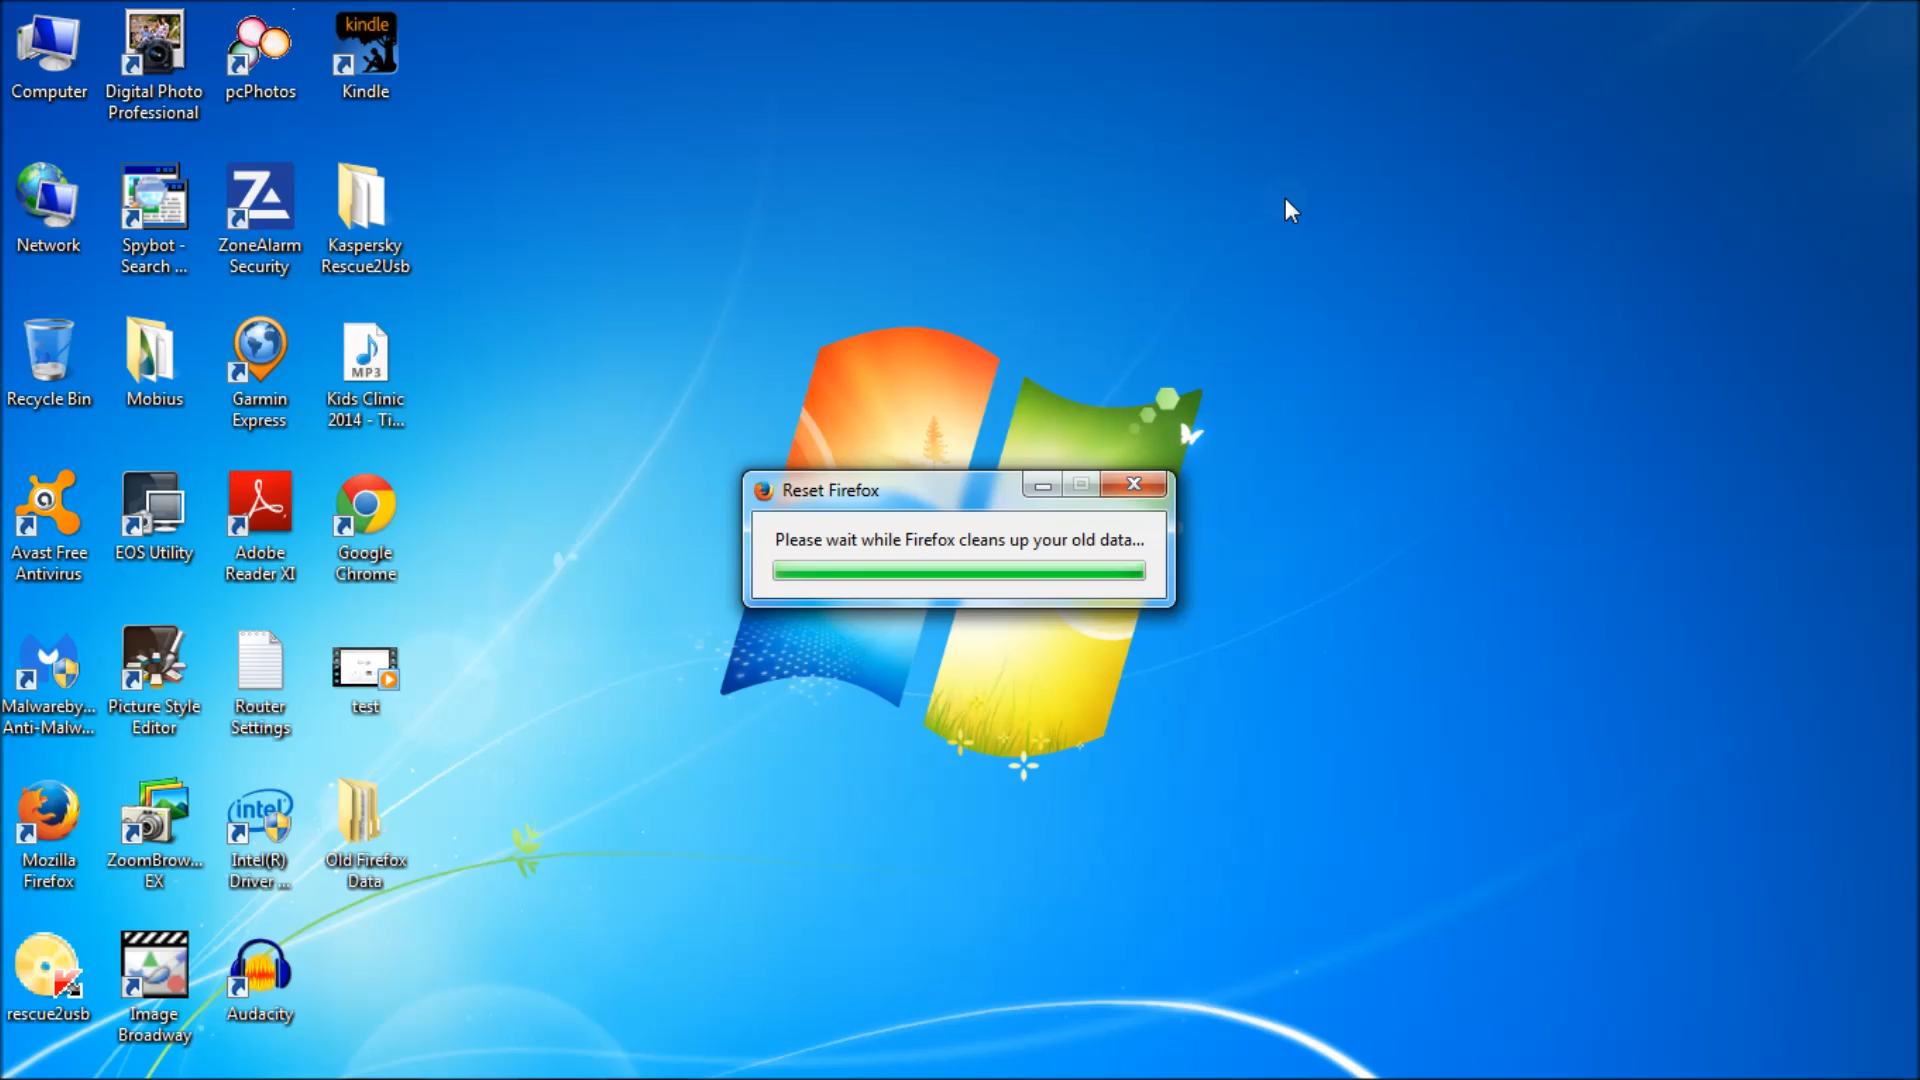 kindle
Computer
Digital Photo
Professional
pcPhotos
Kindle
Network
Spybot -
Search ...
ZoneAlarm
Security
Kaspersky
Rescue2Usb
MP3
Recycle Bin
Mobius
Garmin
Express
Kids Clinic
2014 - Ti...
Reset Firefox
Please wait while Firefox cleans up your old data...
Avast Free
Antivirus
EOS Utility
Adobe
Reader XI
Google
Chrome
Malwareby...
Anti-Malw...
Picture Style
Editor
Router
Settings
test
intel
Mozilla
Firefox
ZoomBrow...
EX
Intel(R)
Driver ...
Old Firefox
Data
rescue2usb
Image
Broadway
Audacity